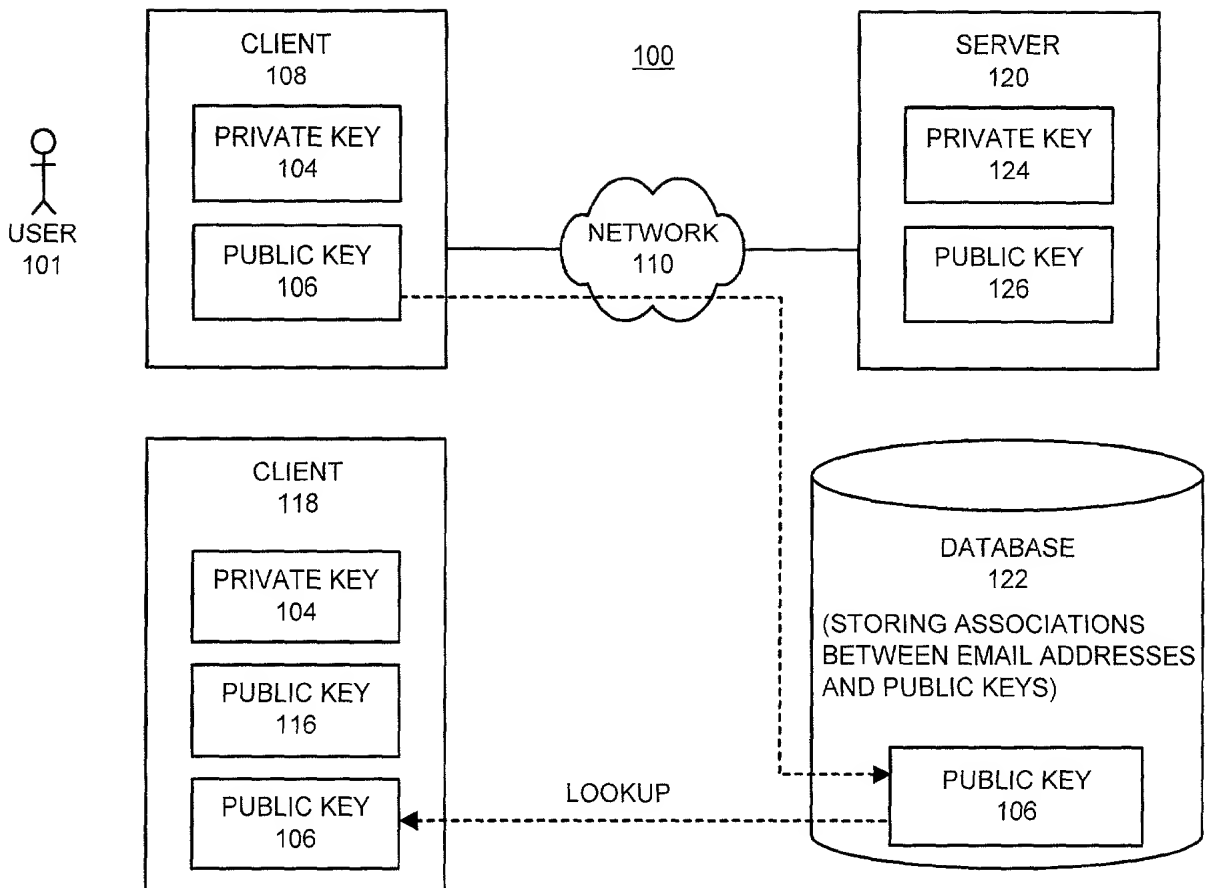 CLIENT
108
PRIVATE KEY
104
PUBLIC KEY
106
USER
101
100
NETWORK
110
SERVER
120
PRIVATE KEY
124
PUBLIC KEY
126
CLIENT
118
PRIVATE KEY
104
PUBLIC KEY
116
PUBLIC KEY
106
LOOKUP
DATABASE
122
(STORING ASSOCIATIONS
BETWEEN EMAIL ADDRESSES
AND PUBLIC KEYS)
PUBLIC KEY
106